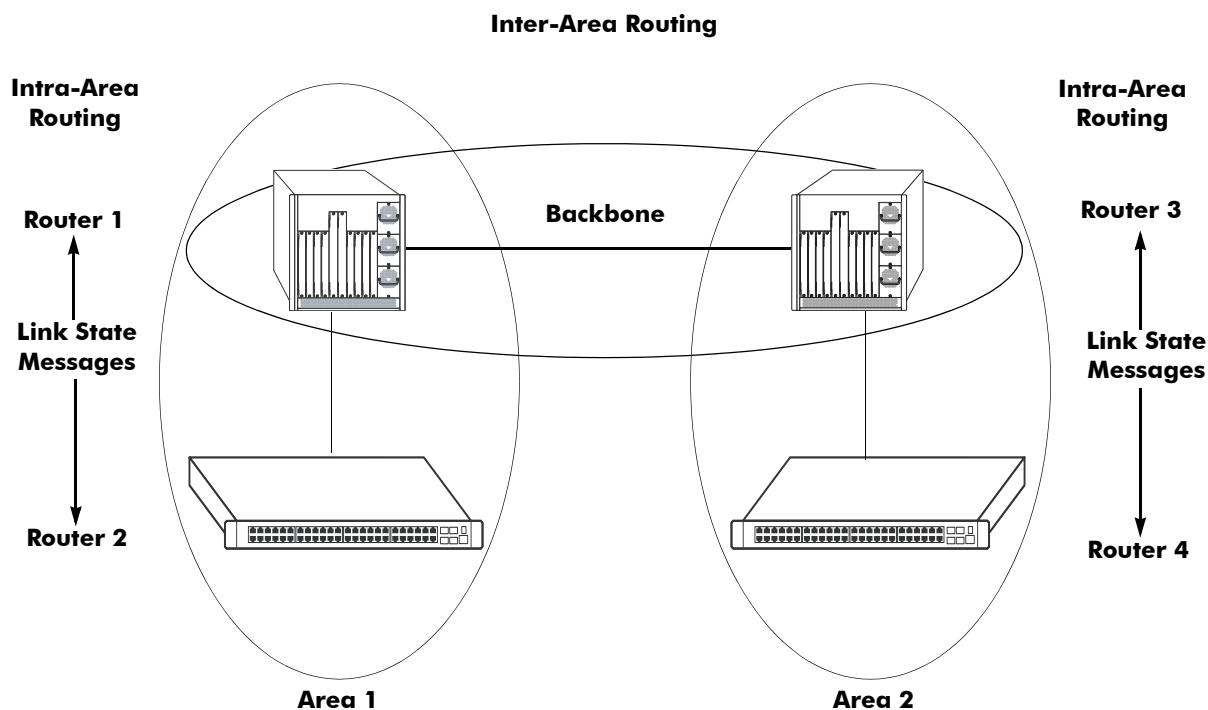 Inter-Area Routing
Intra-Area
Routing
Intra-Area
Routing
Router 1
Backbone
Router 3
Link State
Messages
Link State
Messages
Router 2
Router 4
Area 1
Area 2